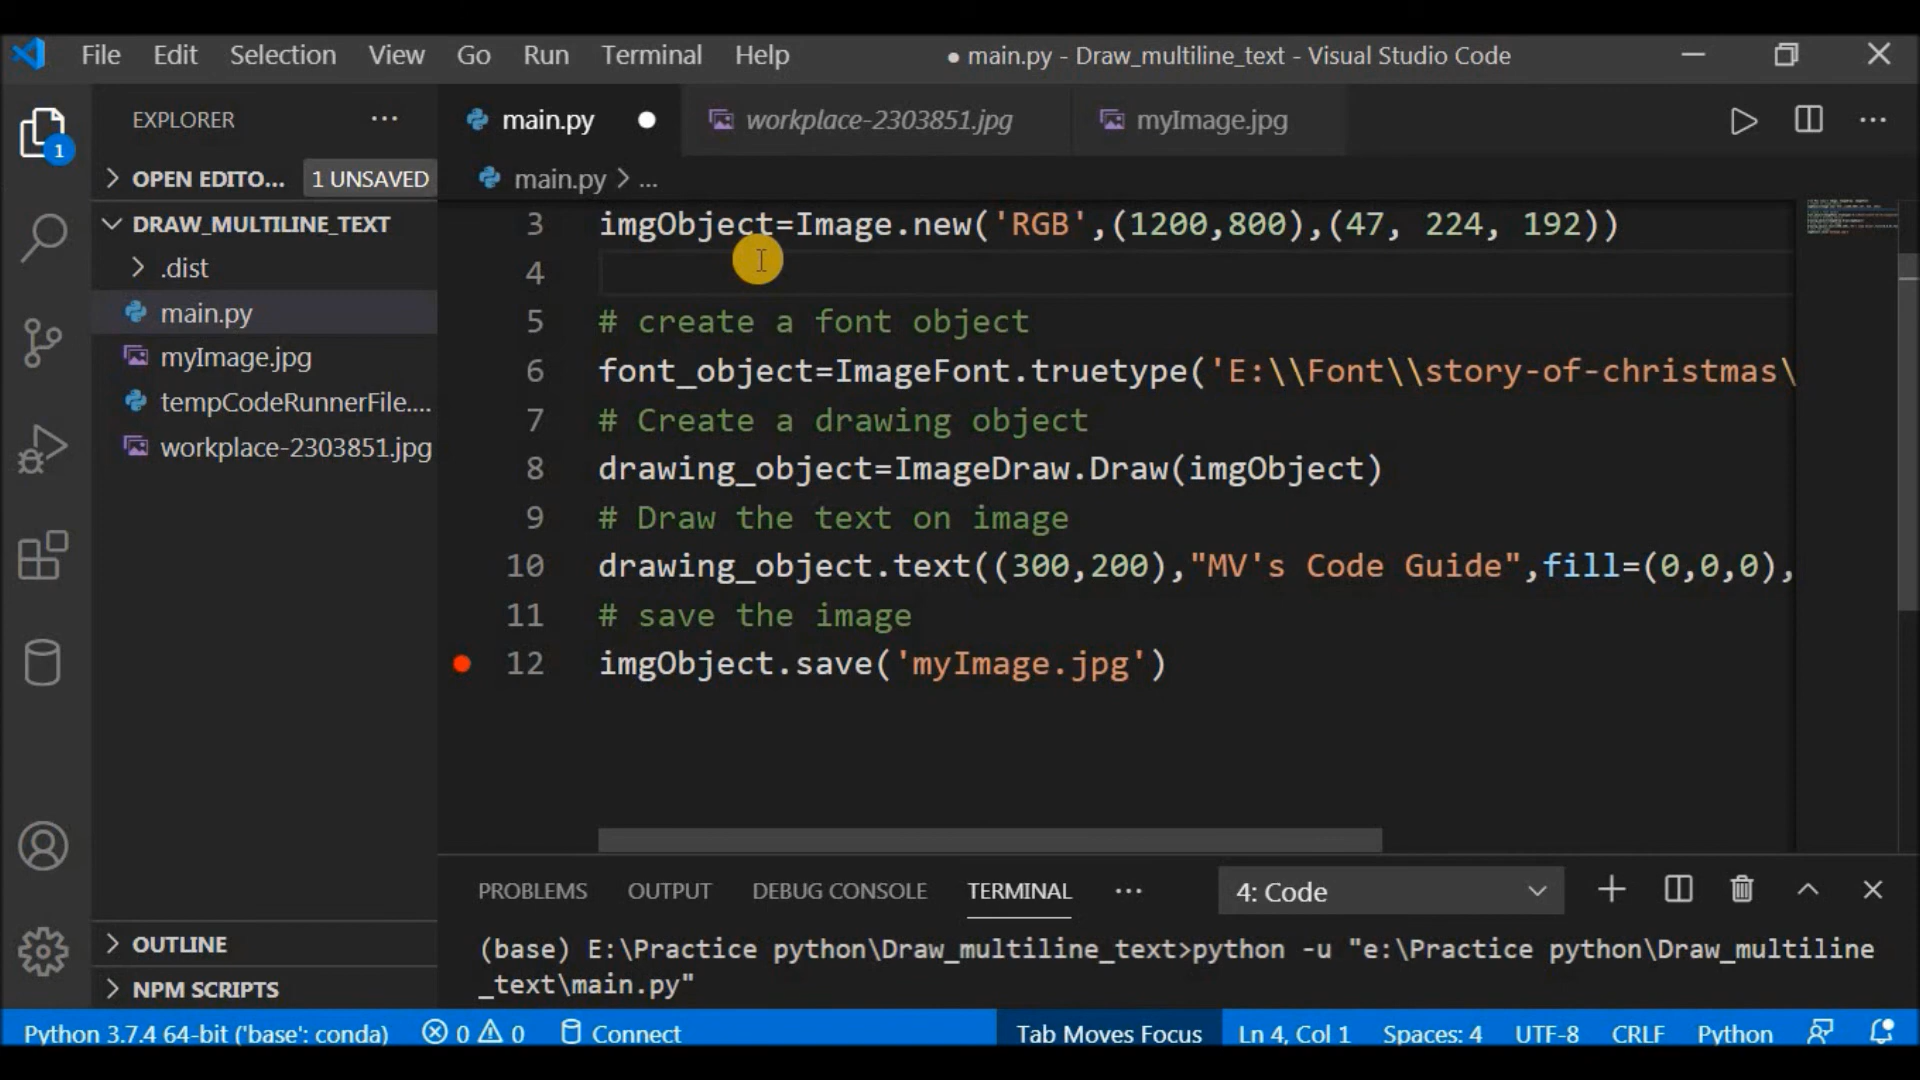 File Edit Selection View Go Run Terminal Help
● main.py - Draw_multiline_text - Visual Studio Code
EXPLORER ...
main.py
workplace-2303851.jpg
myImage.jpg
1
OPEN EDITO... 1 UNSAVED
main.py > ...
DRAW_MULTILINE_TEXT
.dist
main.py
myImage.jpg
tempCodeRunnerFile....
workplace-2303851.jpg
3 imgObject=Image.new('RGB',(1200,800),(47, 224, 192))
4
5 # create a font object
6 font_object=ImageFont.truetype('E:\\Font\\story-of-christmas\
7 # Create a drawing object
8 drawing_object=ImageDraw.Draw(imgObject)
9 # Draw the text on image
10 drawing_object.text((300,200),"MV's Code Guide",fill=(0,0,0),
11 # save the image
12 imgObject.save('myImage.jpg')
PROBLEMS OUTPUT DEBUG CONSOLE TERMINAL ... 4: Code
(base) E:\Practice python\Draw_multiline_text>python -u "e:\Practice python\Draw_multiline
_text\main.py"
OUTLINE
NPM SCRIPTS
Python 3.7.4 64-bit ('base': conda) 0 0 Connect Tab Moves Focus Ln 4, Col 1 Spaces: 4 UTF-8 CRLF Python